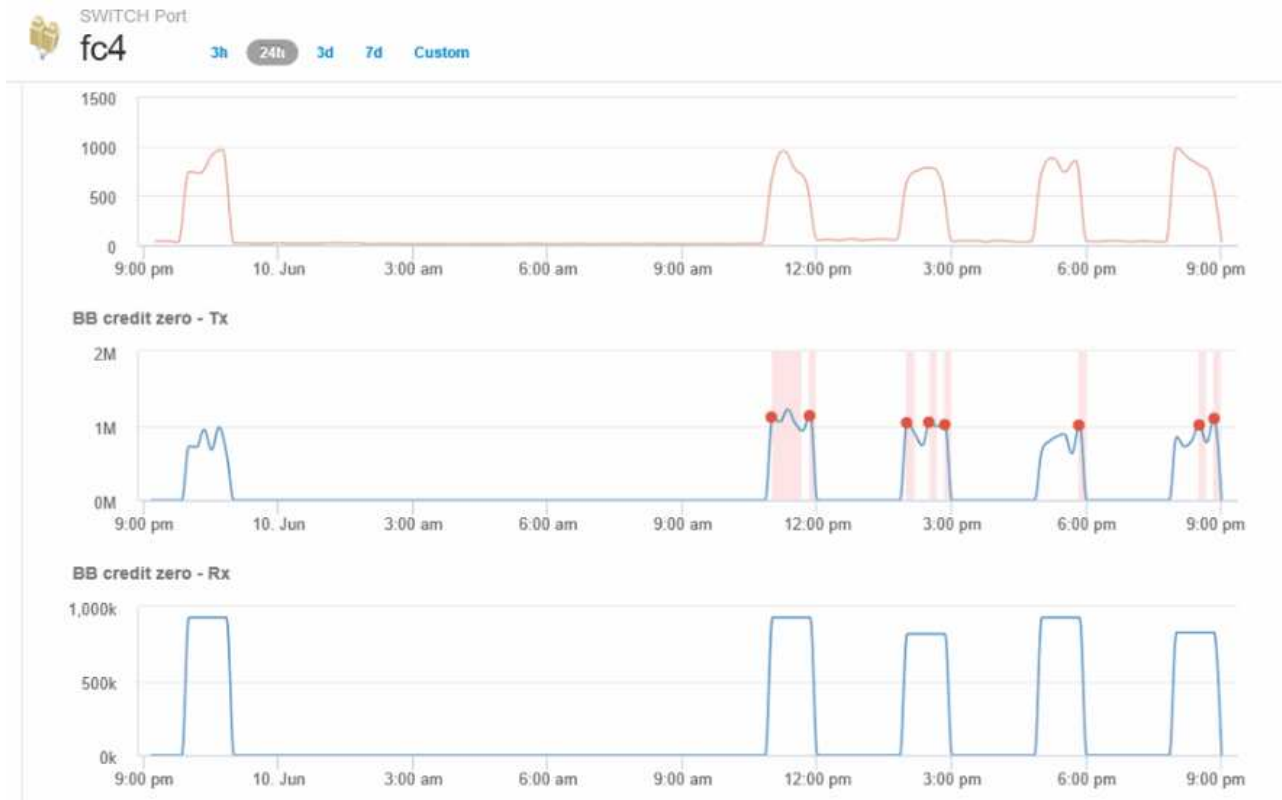 SWITCH Port
fc4 3h 24h 3d 7d Custom
1500
1000
500
0
9:00 pm 10. Jun 3:00 am 6:00 am 9:00 am 12:00 pm 3:00 pm 6:00 pm 9:00 pm
BB credit zero - Tx
2M
1M
0M
9:00 pm 10. Jun 3:00 am 6:00 am 9:00 am 12:00 pm 3:00 pm 6:00 pm 9:00 pm
BB credit zero - Rx
1,000k
500k
0k
9:00 pm 10. Jun 3:00 am 6:00 am 9:00 am 12:00 pm 3:00 pm 6:00 pm 9:00 pm